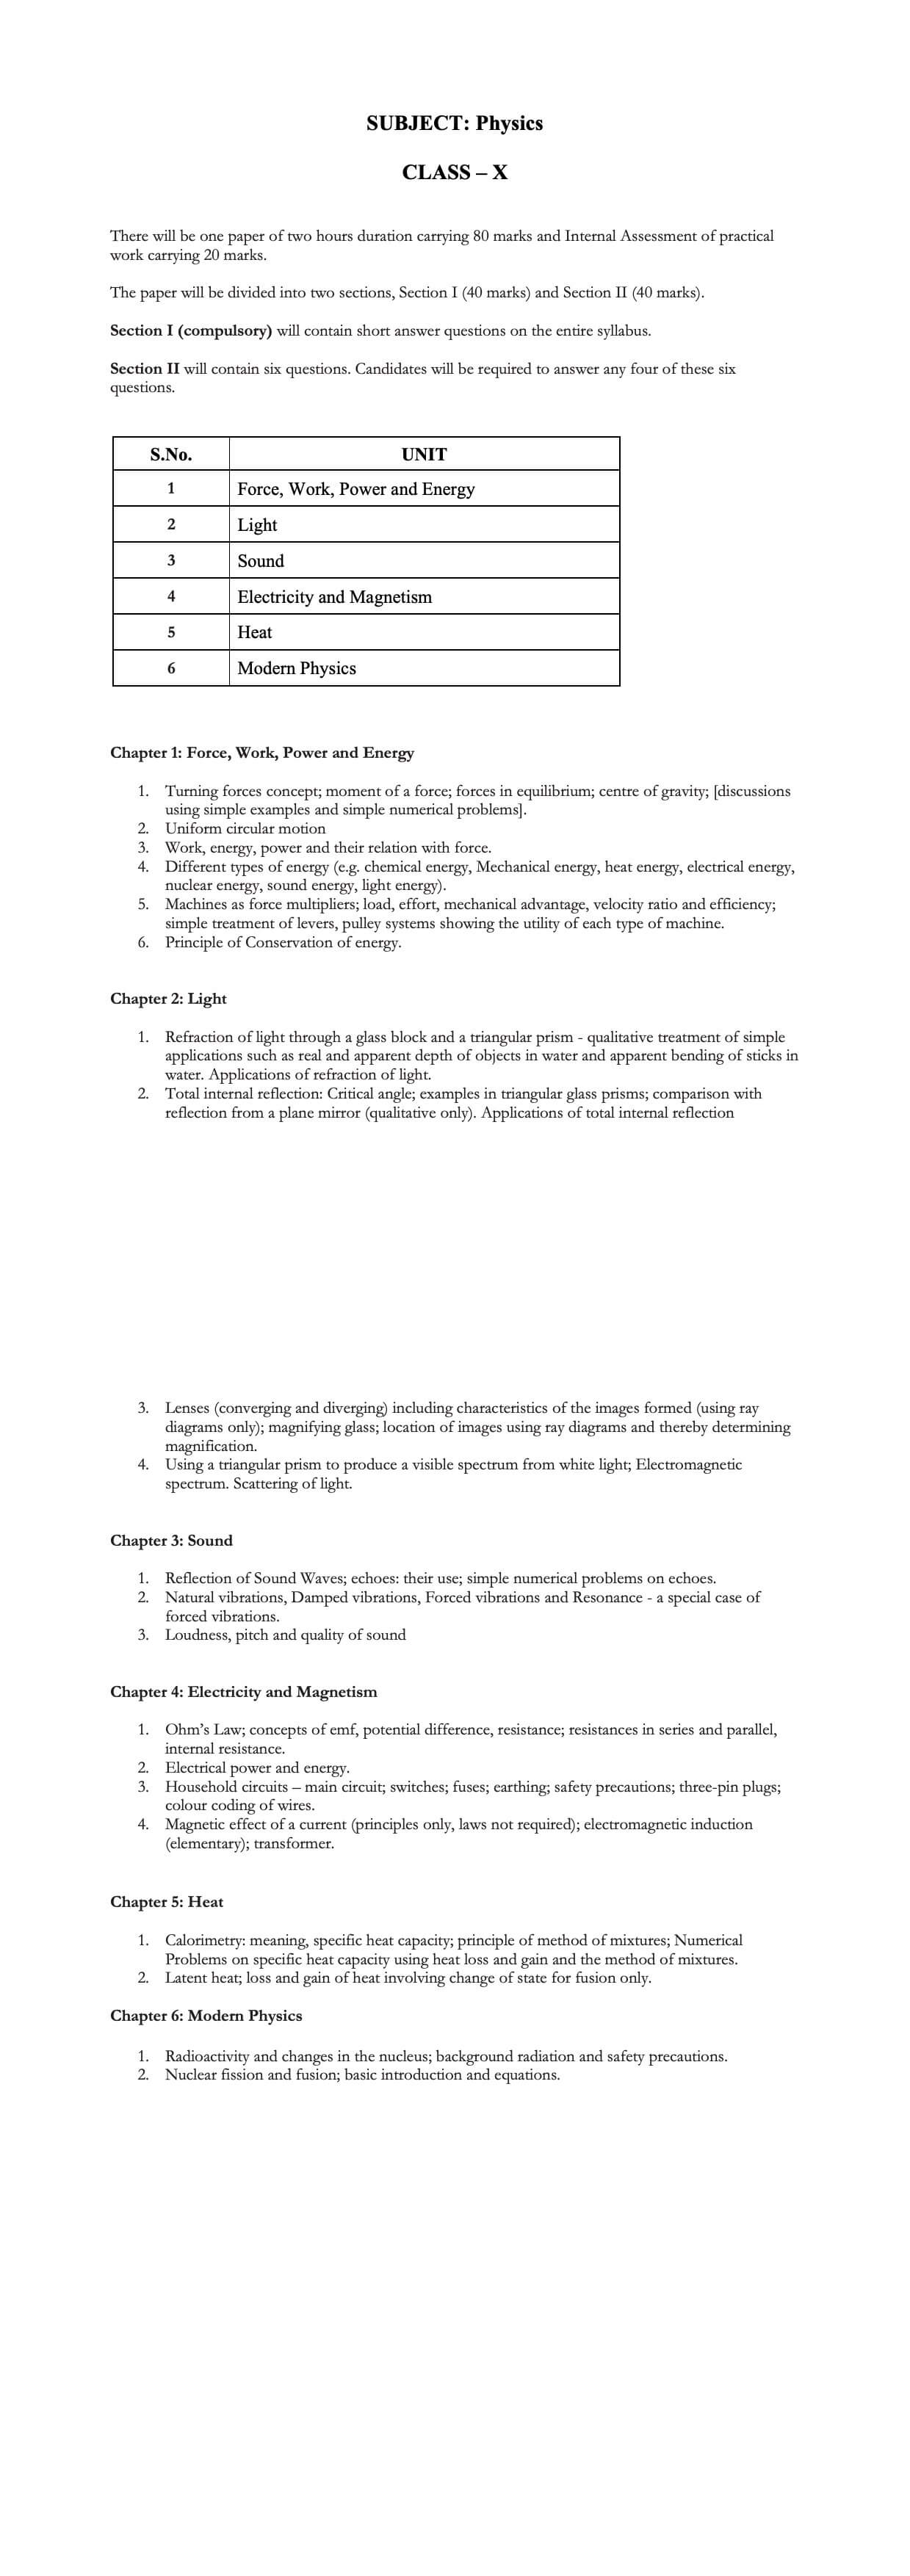 SUBJECT: Physics
CLASS – X
There will be one paper of two hours duration carrying 80 marks and Internal Assessment of practical
work carrying 20 marks.
The paper will be divided into two sections, Section I (40 marks) and Section II (40 marks).
Section I (compulsory) will contain short answer questions on the entire syllabus.
Section II will contain six questions. Candidates will be required to answer any four of these six
questions.
S.No. UNIT
1 Force, Work, Power and Energy
2 Light
3 Sound
4 Electricity and Magnetism
5 Heat
6 Modern Physics
Chapter 1: Force, Work, Power and Energy
1. Turning forces concept; moment of a force; forces in equilibrium; centre of gravity; [discussions
using simple examples and simple numerical problems].
2. Uniform circular motion
3. Work, energy, power and their relation with force.
4. Different types of energy (e.g. chemical energy, Mechanical energy, heat energy, electrical energy,
nuclear energy, sound energy, light energy).
5. Machines as force multipliers; load, effort, mechanical advantage, velocity ratio and efficiency;
simple treatment of levers, pulley systems showing the utility of each type of machine.
6. Principle of Conservation of energy.
Chapter 2: Light
1. Refraction of light through a glass block and a triangular prism - qualitative treatment of simple
applications such as real and apparent depth of objects in water and apparent bending of sticks in
water. Applications of refraction of light.
2. Total internal reflection: Critical angle; examples in triangular glass prisms; comparison with
reflection from a plane mirror (qualitative only). Applications of total internal reflection
3. Lenses (converging and diverging) including characteristics of the images formed (using ray
diagrams only); magnifying glass; location of images using ray diagrams and thereby determining
magnification.
4. Using a triangular prism to produce a visible spectrum from white light; Electromagnetic
spectrum. Scattering of light.
Chapter 3: Sound
1. Reflection of Sound Waves; echoes: their use; simple numerical problems on echoes.
2. Natural vibrations, Damped vibrations, Forced vibrations and Resonance - a special case of
forced vibrations.
3. Loudness, pitch and quality of sound
Chapter 4: Electricity and Magnetism
1. Ohm’s Law; concepts of emf, potential difference, resistance; resistances in series and parallel,
internal resistance.
2. Electrical power and energy.
3. Household circuits – main circuit; switches; fuses; earthing; safety precautions; three-pin plugs;
colour coding of wires.
4. Magnetic effect of a current (principles only, laws not required); electromagnetic induction
(elementary); transformer.
Chapter 5: Heat
1. Calorimetry: meaning, specific heat capacity; principle of method of mixtures; Numerical
Problems on specific heat capacity using heat loss and gain and the method of mixtures.
2. Latent heat; loss and gain of heat involving change of state for fusion only.
Chapter 6: Modern Physics
1. Radioactivity and changes in the nucleus; background radiation and safety precautions.
2. Nuclear fission and fusion; basic introduction and equations.